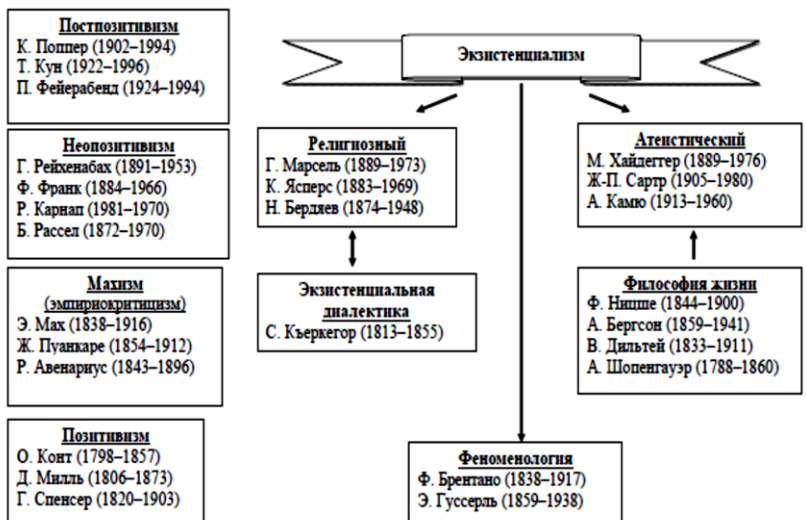 Постпозитивизм
К. Поппер (1902–1994)
Т. Кун (1922–1996)
П. Фейерабенд (1924–1994)
Неопозитивизм
Г. Рейхенабах (1891–1953)
Ф. Франк (1884–1966)
Р. Карнап (1981–1970)
Б. Рассел (1872–1970)
Махизм
(эмпириокритицизм)
Э. Мах (1838–1916)
Ж. Пуанкаре (1854–1912)
Р. Авенариус (1843–1896)
Позитивизм
О. Конт (1798–1857)
Д. Милль (1806–1873)
Г. Спенсер (1820–1903)
Экзистенциализм
Религиозный
Г. Марсель (1889–1973)
К. Ясперс (1883–1969)
Н. Бердяев (1874–1948)
Экзистенциальная
диалектика
С. Къеркегор (1813–1855)
Атеистический
М. Хайдеггер (1889–1976)
Ж-П. Сартр (1905–1980)
А. Камю (1913–1960)
Философия жизни
Ф. Ницше (1844–1900)
А. Бергсон (1859–1941)
В. Дильтей (1833–1911)
А. Шопенгауэр (1788–1860)
Феноменология
Ф. Брентано (1838–1917)
Э. Гуссерль (1859–1938)